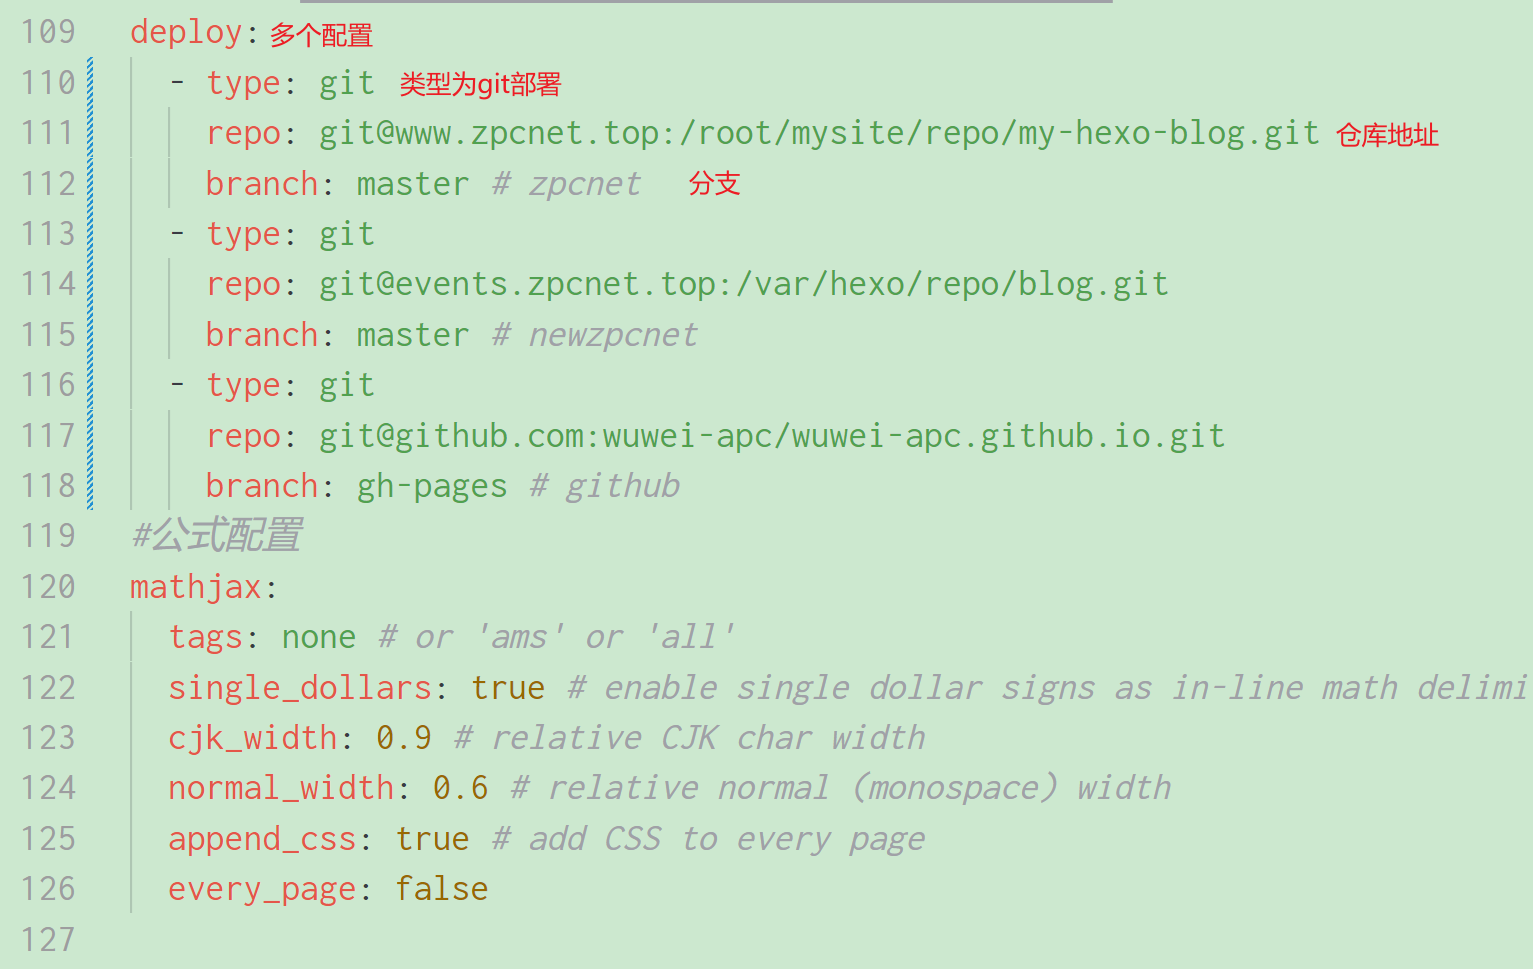 109 deploy: 多个配置
110 - type: git 类型为git部署
111 repo: git@www.zpcnet.top:/root/mysite/repo/my-hexo-blog.git 仓库地址
112 branch: master # zpcnet 分支
113 - type: git
114 repo: git@events.zpcnet.top:/var/hexo/repo/blog.git
115 branch: master # newzpcnet
116 - type: git
117 repo: git@github.com:wuwei-apc/wuwei-apc.github.io.git
118 branch: gh-pages # github
119 #公式配置
120 mathjax:
121 tags: none # or 'ams' or 'all'
122 single_dollars: true # enable single dollar signs as in-line math delimi
123 cjk_width: 0.9 # relative CJK char width
124 normal_width: 0.6 # relative normal (monospace) width
125 append_css: true # add CSS to every page
126 every_page: false
127